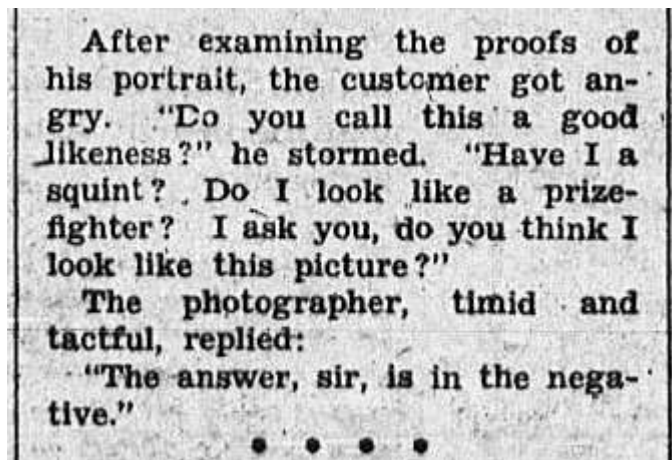 After examining the proofs of
his portrait, the customer got an-
gry. "Do you call this a good
likeness?" he stormed. "Have I a
squint? Do I look like a prize-
fighter? I ask you, do you think I
look like this picture?"
The photographer, timid and
tactful, replied:
"The answer, sir, is in the nega-
tive."